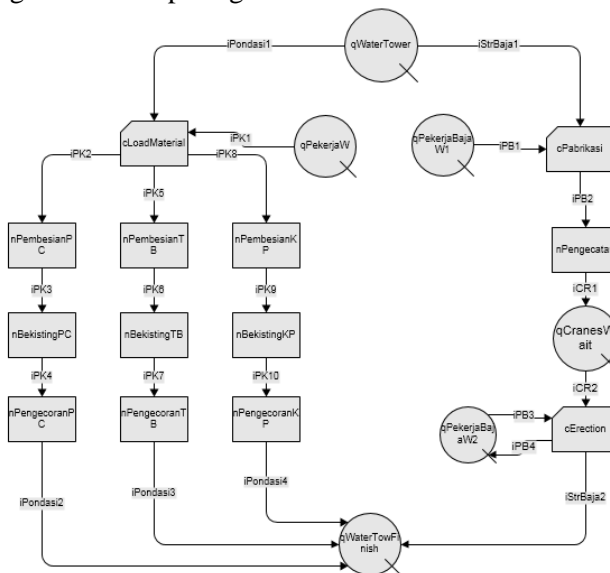 iPondasi1
qWaterTower
iStrBaja1
cLoadMaterial
iPK1
qPekerjaW
qPekerjaBaja
W1
iPB1
cPabrikasi
iPK2
iPK5
iPK8
iPB2
nPembesianP
C
nPembesianT
B
nPembesianK
P
nPengecatan
iPK3
iPK6
iPK9
iCR1
nBekistingPC
nBekistingTB
nBekistingKP
qCranesW
ait
iPK4
iPK7
iPK10
iCR2
nPengecoranP
C
nPengecoranT
B
nPengecoranK
P
qPekerjaBaj
aW2
iPB3
iPB4
cErection
iPondasi2
iPondasi3
iPondasi4
iStrBaja2
qWaterTowFi
nish